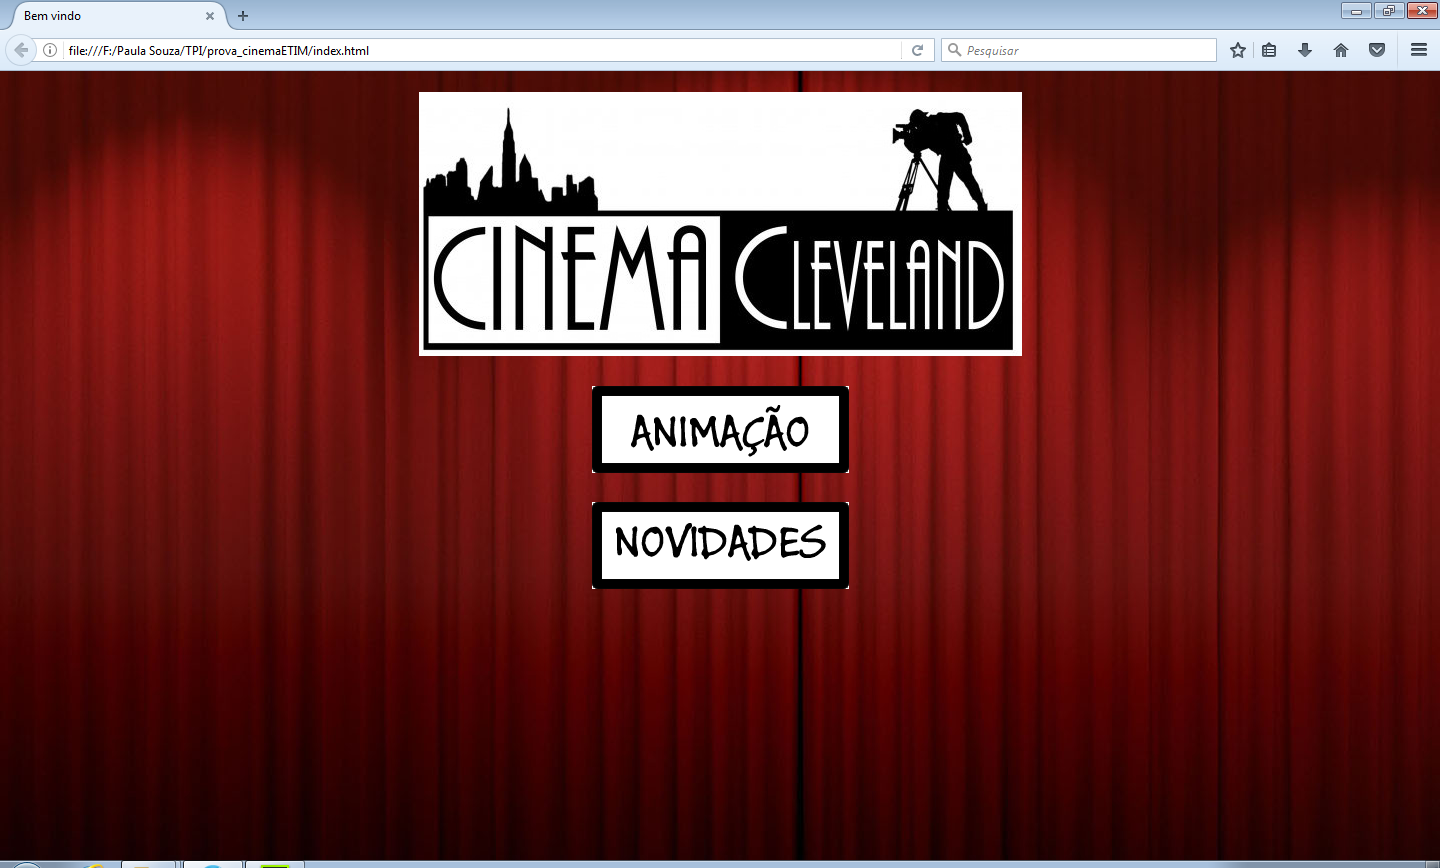 Bem vindo
file:///F:/Paula Souza/TPI/prova_cinemaETIM/index.html
Pesquisar
CINEMA CLEVELAND
ANIMAÇÃO
NOVIDADES